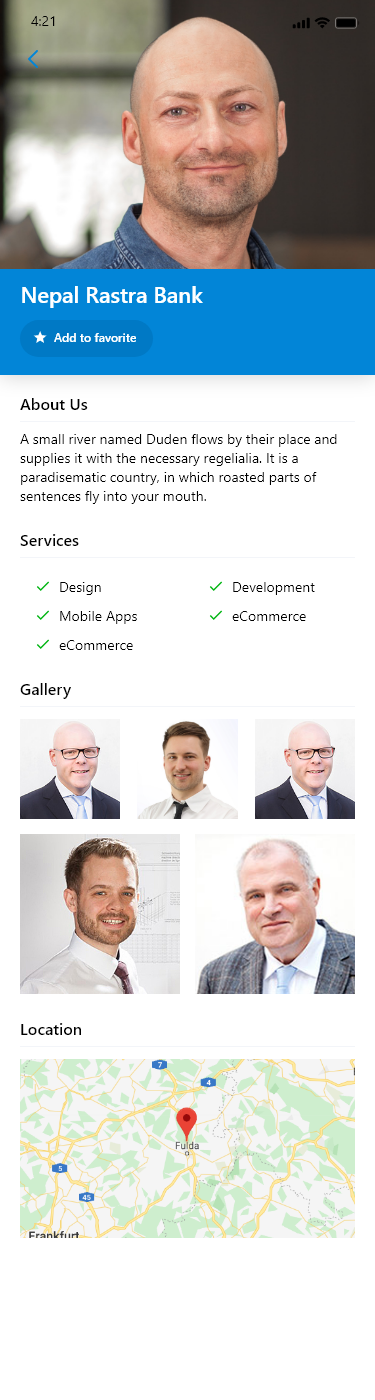 4:21
Nepal Rastra Bank
Add to favorite
About Us
A small river named Duden flows by their place and
supplies it with the necessary regelialia. It is a
paradisematic country, in which roasted parts of
sentences fly into your mouth.
Services
Design
Development
Mobile Apps
eCommerce
eCommerce
Gallery
Location
7
4
Fulda
5
45
Frankfurt